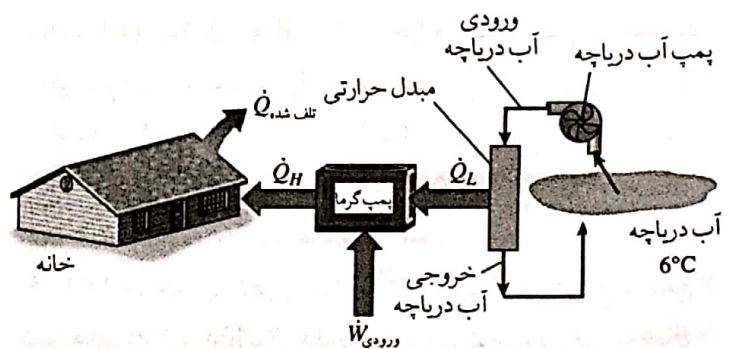 ورودی
آب دریاچه
پمپ آب دریاچه
مبدل حرارتی
Q̇تلف شده
Q̇H
پمپ گرما
Q̇L
آب دریاچه
6°C
خانه
خروجی
آب دریاچه
Ẇورودی